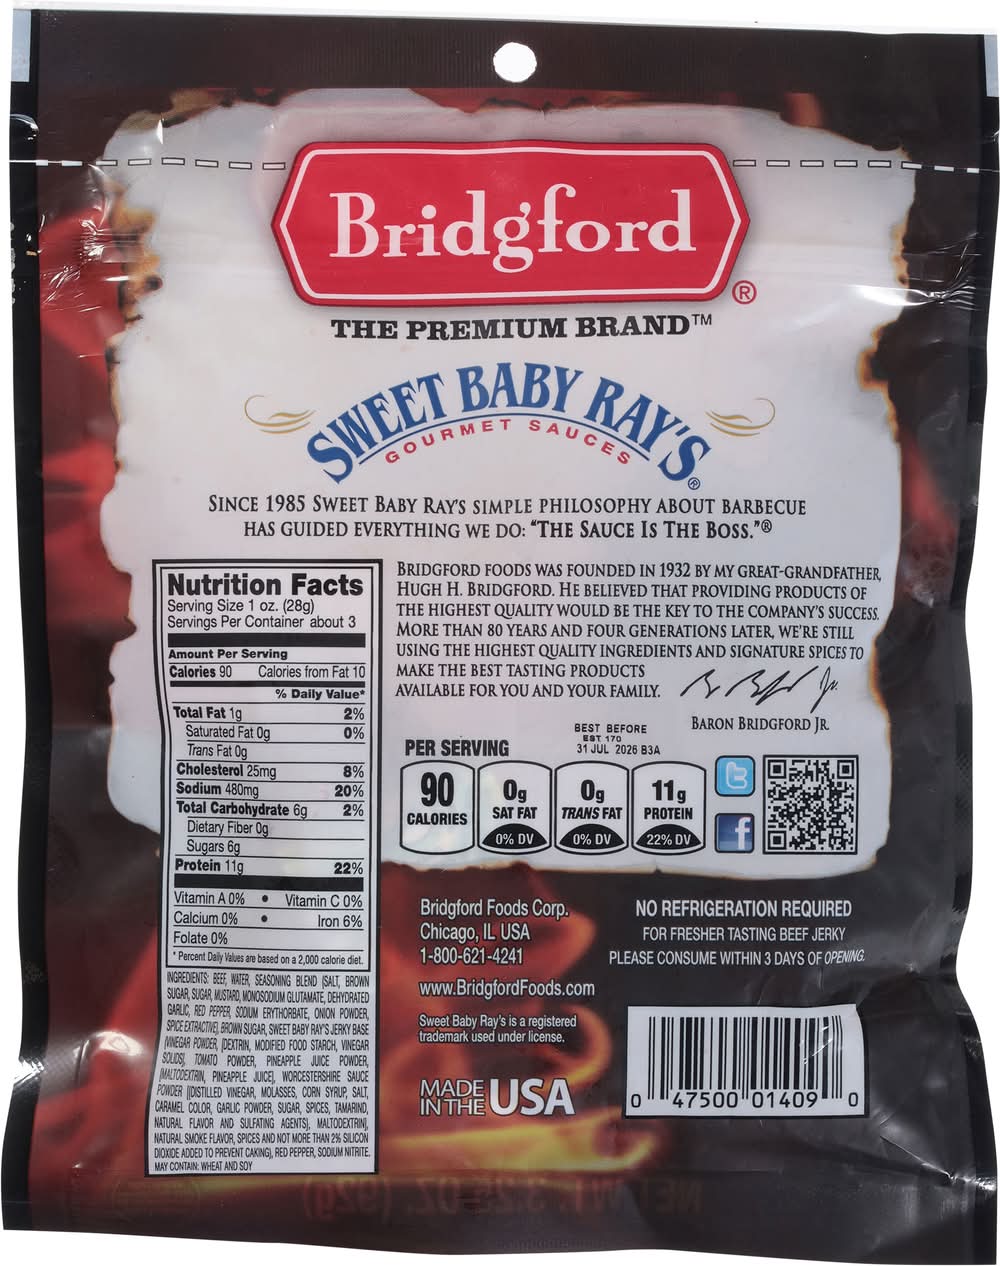 Bridgford®
THE PREMIUM BRAND™
SWEET BABY RAY'S®
GOURMET SAUCES
SINCE 1985 SWEET BABY RAY'S SIMPLE PHILOSOPHY ABOUT BARBECUE
HAS GUIDED EVERYTHING WE DO: "THE SAUCE IS THE BOSS."®
BRIDGFORD FOODS WAS FOUNDED IN 1932 BY MY GREAT-GRANDFATHER,
HUGH H. BRIDGFORD. HE BELIEVED THAT PROVIDING PRODUCTS OF
THE HIGHEST QUALITY WOULD BE THE KEY TO THE COMPANY'S SUCCESS.
MORE THAN 80 YEARS AND FOUR GENERATIONS LATER, WE'RE STILL
USING THE HIGHEST QUALITY INGREDIENTS AND SIGNATURE SPICES TO
MAKE THE BEST TASTING PRODUCTS
AVAILABLE FOR YOU AND YOUR FAMILY.
BARON BRIDGFORD JR.
Nutrition Facts
Serving Size 1 oz. (28g)
Servings Per Container about 3
Amount Per Serving
Calories 90 Calories from Fat 10
% Daily Value*
Total Fat 1g 2%
Saturated Fat 0g 0%
Trans Fat 0g
Cholesterol 25mg 8%
Sodium 480mg 20%
Total Carbohydrate 6g 2%
Dietary Fiber 0g
Sugars 6g
Protein 11g 22%
Vitamin A 0% • Vitamin C 0%
Calcium 0% • Iron 6%
Folate 0%
* Percent Daily Values are based on a 2,000 calorie diet.
INGREDIENTS: BEEF, WATER, SEASONING BLEND [SALT, BROWN
SUGAR, SUGAR, MUSTARD, MONOSODIUM GLUTAMATE, DEHYDRATED
GARLIC, RED PEPPER, SODIUM ERYTHORBATE, ONION POWDER,
SPICE EXTRACTIVE], BROWN SUGAR, SWEET BABY RAY'S JERKY BASE
(VINEGAR POWDER, [DEXTRIN, MODIFIED FOOD STARCH, VINEGAR
SOLIDS], TOMATO POWDER, PINEAPPLE JUICE POWDER,
[MALTODEXTRIN, PINEAPPLE JUICE], WORCESTERSHIRE SAUCE
POWDER [(DISTILLED VINEGAR, MOLASSES, CORN SYRUP, SALT,
CARAMEL COLOR, GARLIC POWDER, SUGAR, SPICES, TAMARIND,
NATURAL FLAVOR AND SULFATING AGENTS), MALTODEXTRIN],
NATURAL SMOKE FLAVOR, SPICES AND NOT MORE THAN 2% SILICON
DIOXIDE ADDED TO PREVENT CAKING), RED PEPPER, SODIUM NITRITE.
MAY CONTAIN: WHEAT AND SOY
BEST BEFORE
EST 170
31 JUL 2026 B3A
PER SERVING
90 CALORIES
0g SAT FAT 0% DV
0g TRANS FAT 0% DV
11g PROTEIN 22% DV
t
f
Bridgford Foods Corp.
Chicago, IL USA
1-800-621-4241
www.BridgfordFoods.com
Sweet Baby Ray's is a registered
trademark used under license.
MADE IN THE USA
NO REFRIGERATION REQUIRED
FOR FRESHER TASTING BEEF JERKY
PLEASE CONSUME WITHIN 3 DAYS OF OPENING.
0 47500 01409 0
NET WT. 3.25 OZ. (92g)